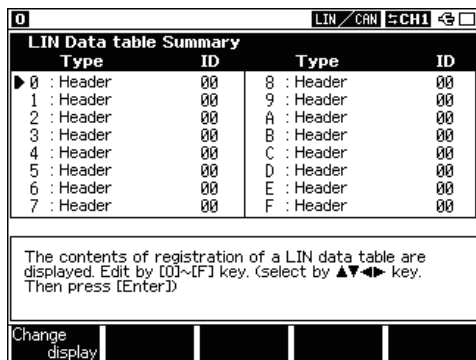 0 LIN/CAN ⇆CH1
LIN Data table Summary
Type ID Type ID
▶0 : Header 00 8 : Header 00
1 : Header 00 9 : Header 00
2 : Header 00 A : Header 00
3 : Header 00 B : Header 00
4 : Header 00 C : Header 00
5 : Header 00 D : Header 00
6 : Header 00 E : Header 00
7 : Header 00 F : Header 00
The contents of registration of a LIN data table are
displayed. Edit by [0]~[F] key. (select by ▲▼◀▶ key.
Then press [Enter])
Change
display